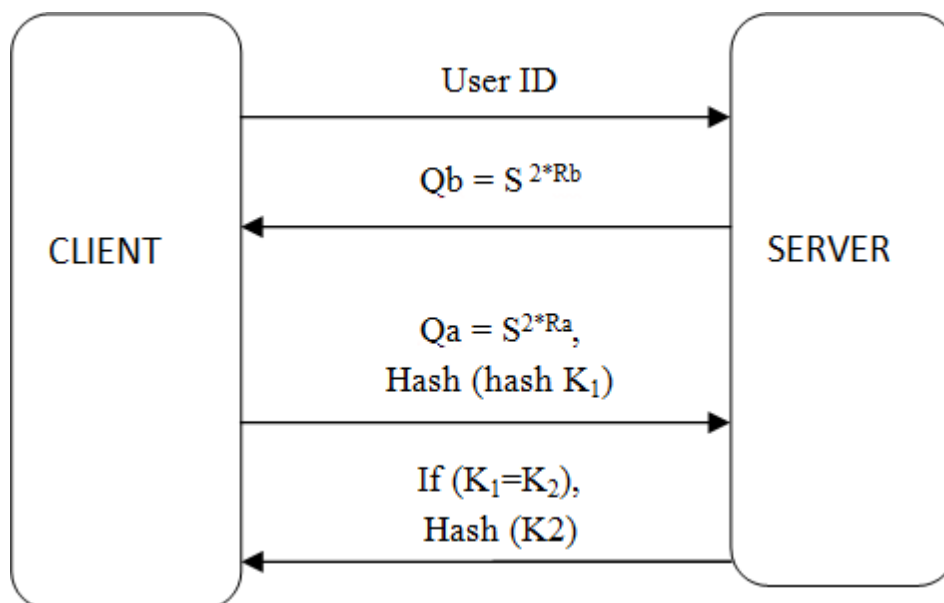 User ID
Qb = S ²*ᴿᵇ
CLIENT
SERVER
Qa = S²*ᴿᵃ,
Hash (hash K₁)
If (K₁=K₂),
Hash (K2)